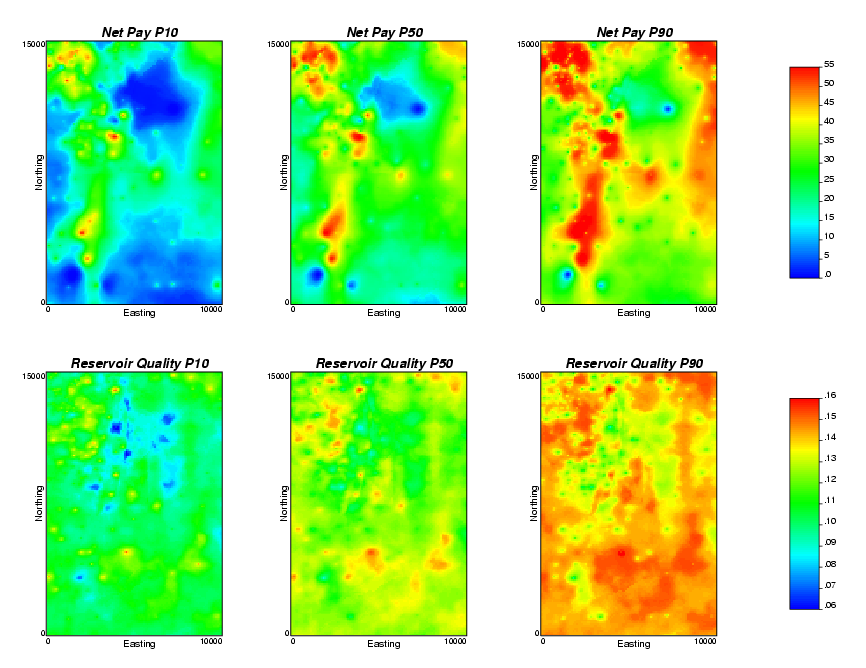 Net Pay P10
Net Pay P50
Net Pay P90
15000
15000
15000
Northing
Northing
Northing
0
0
0
0
10000
0
10000
0
10000
Easting
Easting
Easting
55
50
45
40
35
30
25
20
15
10
.5
.0
Reservoir Quality P10
Reservoir Quality P50
Reservoir Quality P90
15000
15000
15000
Northing
Northing
Northing
0
0
0
0
10000
0
10000
0
10000
Easting
Easting
Easting
.16
.15
.14
.13
.12
.11
.10
.09
.08
.07
.06